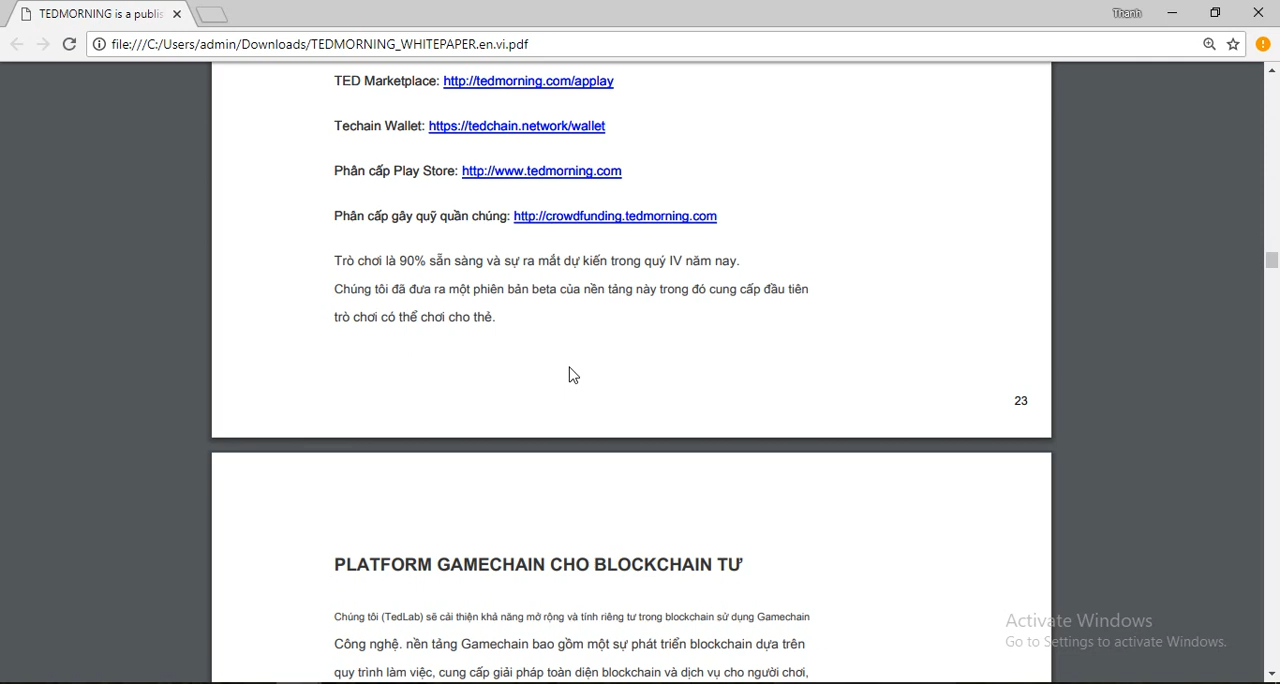 TEDMORNING is a publis
Thanh
file:///C:/Users/admin/Downloads/TEDMORNING_WHITEPAPER.en.vi.pdf
TED Marketplace: http://tedmorning.com/applay
Techain Wallet: https://tedchain.network/wallet
Phân cấp Play Store: http://www.tedmorning.com
Phân cấp gây quỹ quần chúng: http://crowdfunding.tedmorning.com
Trò chơi là 90% sẵn sàng và sự ra mắt dự kiến trong quý IV năm nay.
Chúng tôi đã đưa ra một phiên bản beta của nền tảng này trong đó cung cấp đầu tiên
trò chơi có thể chơi cho thẻ.
23
PLATFORM GAMECHAIN CHO BLOCKCHAIN TƯ
Chúng tôi (TedLab) sẽ cải thiện khả năng mở rộng và tính riêng tư trong blockchain sử dụng Gamechain
Công nghệ. nền tảng Gamechain bao gồm một sự phát triển blockchain dựa trên
quy trình làm việc, cung cấp giải pháp toàn diện blockchain và dịch vụ cho người chơi,
Activate Windows
Go to Settings to activate Windows.